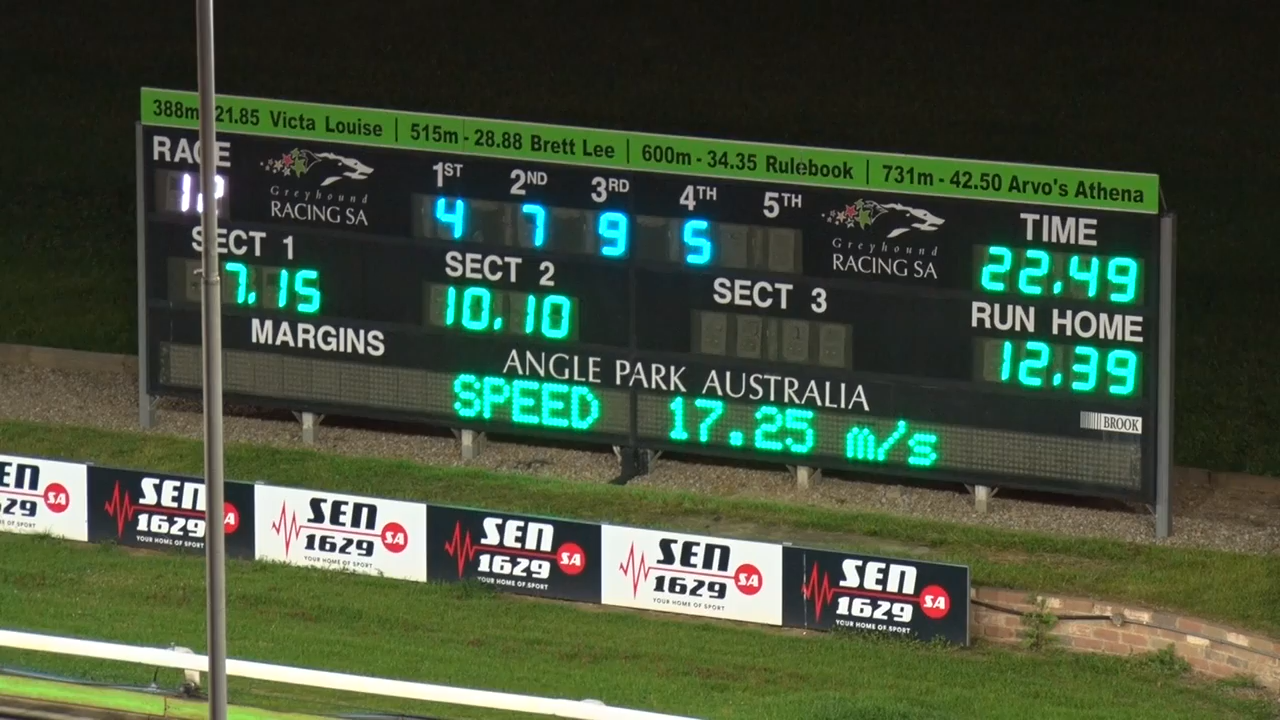 388m 21.85 Victa Louise | 515m - 28.88 Brett Lee | 600m - 34.35 Rulebook | 731m - 42.50 Arvo's Athena
RACE
Greyhound
RACING SA
1ST 2ND 3RD 4TH 5TH
4 7 9 5
Greyhound
RACING SA
TIME
22.49
SECT 1
7.15
SECT 2
10.10
SECT 3
RUN HOME
12.39
MARGINS
ANGLE PARK AUSTRALIA
SPEED 17.25 m/s
BROOK
SEN
SA
YOUR HOME OF SPORT
SEN
1629
SA
YOUR HOME OF SPORT
SEN
1629
SA
YOUR HOME OF SPORT
SEN
1629
SA
YOUR HOME OF SPORT
SEN
1629
SA
YOUR HOME OF SPORT
SEN
1629
SA
YOUR HOME OF SPORT